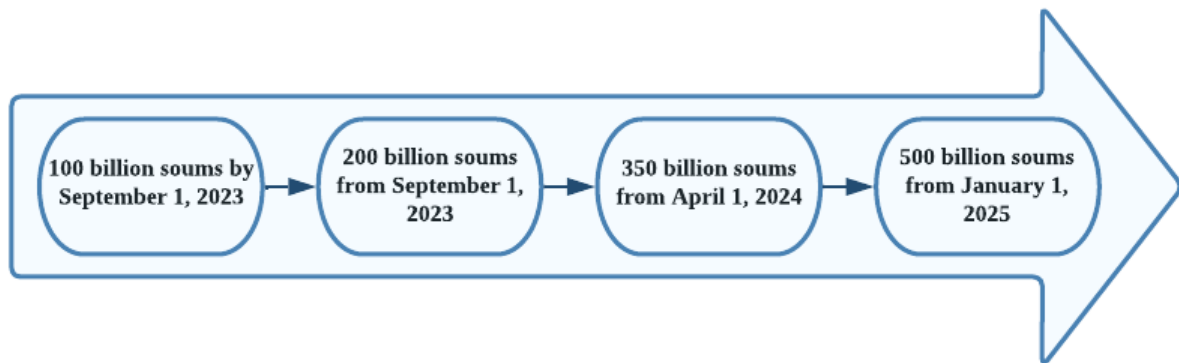 100 billion soums by
September 1, 2023
200 billion soums
from September 1,
2023
350 billion soums
from April 1, 2024
500 billion soums
from January 1,
2025